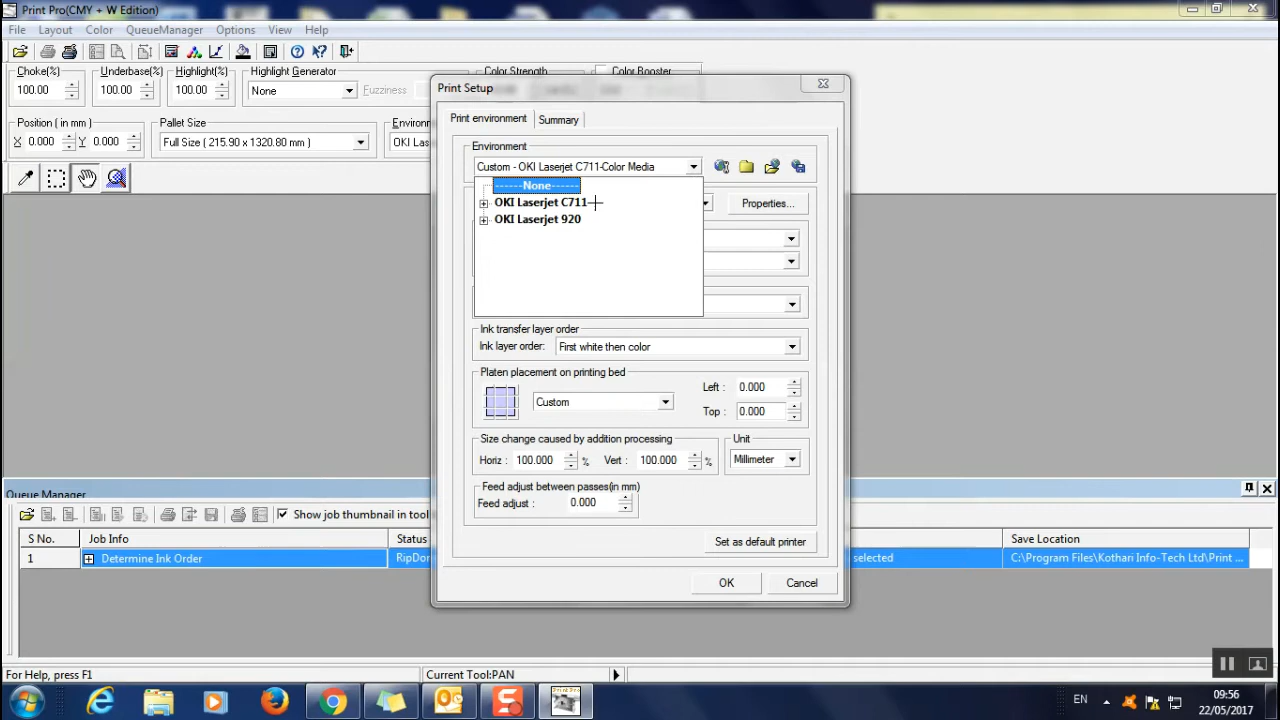 Print Pro(CMY + W Edition)
File Layout Color QueueManager Options View Help
Choke(%) Underbase(%) Highlight(%) Highlight Generator Color Strength Color Booster
100.00 100.00 100.00 None Fuzziness
Position ( in mm ) Pallet Size
X 0.000 Y 0.000 Full Size ( 215.90 x 1320.80 mm ) OKI
Print Setup
Print environment Summary
Environment
Custom - OKI Laserjet C711-Color Media
------None------
OKI Laserjet C711
OKI Laserjet 920
Properties...
Ink transfer layer order
Ink layer order: First white then color
Platen placement on printing bed
Custom
Left : 0.000
Top : 0.000
Size change caused by addition processing
Horiz : 100.000 % Vert : 100.000 %
Unit
Millimeter
Feed adjust between passes(in mm)
Feed adjust : 0.000
Set as default printer
OK Cancel
Queue Manager
Show job thumbnail in tool
S No. Job Info Status Save Location
1 Determine Ink Order selected C:\Program Files\Kothari Info-Tech Ltd\Print ...
For Help, press F1 Current Tool:PAN
EN 09:56
22/05/2017